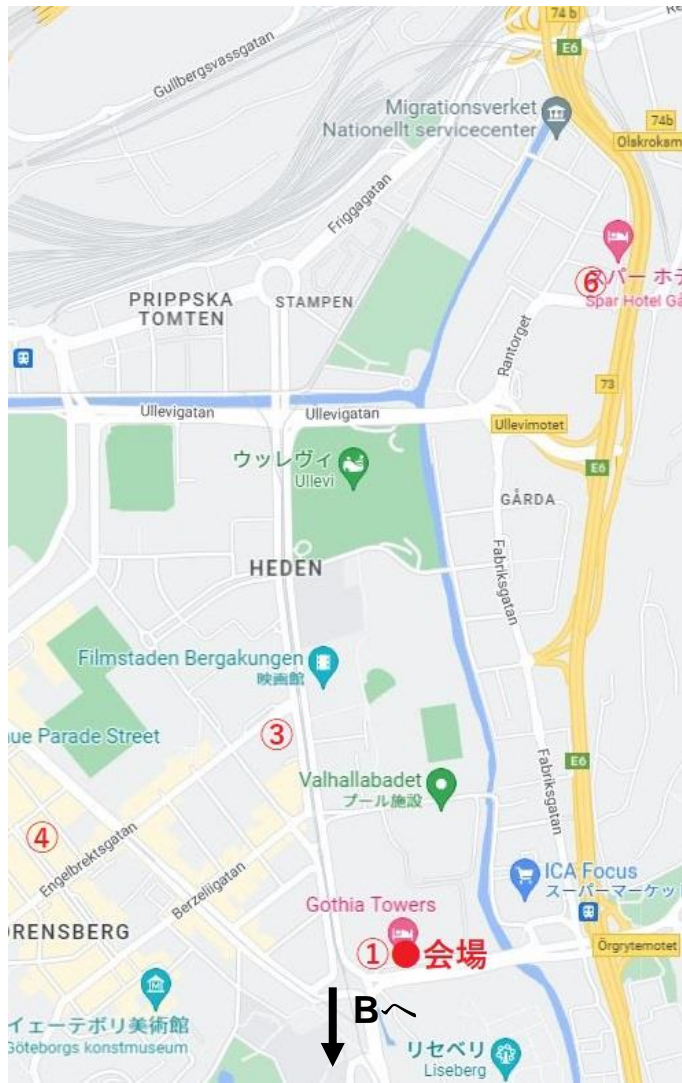 74 b
E6
Gullbergsvassgatan
Migrationsverket
Nationellt servicecenter
74b
Olskrokam
Friggagatan
スパー ホテ
⑥
Spar Hotel Gå
PRIPPSKA
TOMTEN
STAMPEN
Rantorget
73
Ullevigatan
Ullevigatan
Ullevimotet
ウッレヴィ
Ullevi
E6
GÅRDA
HEDEN
Fabriksgatan
Filmstaden Bergakungen
映画館
③
nue Parade Street
E6
Valhallabadet
プール施設
Fabriksgatan
④
Engelbrektsgatan
Berzeliigatan
ICA Focus
スーパーマーケッ
Gothia Towers
ORENSBERG
①
会場
Örgrytemotet
Bへ
イェーテボリ美術館
Göteborgs konstmuseum
リセベリ
Liseberg